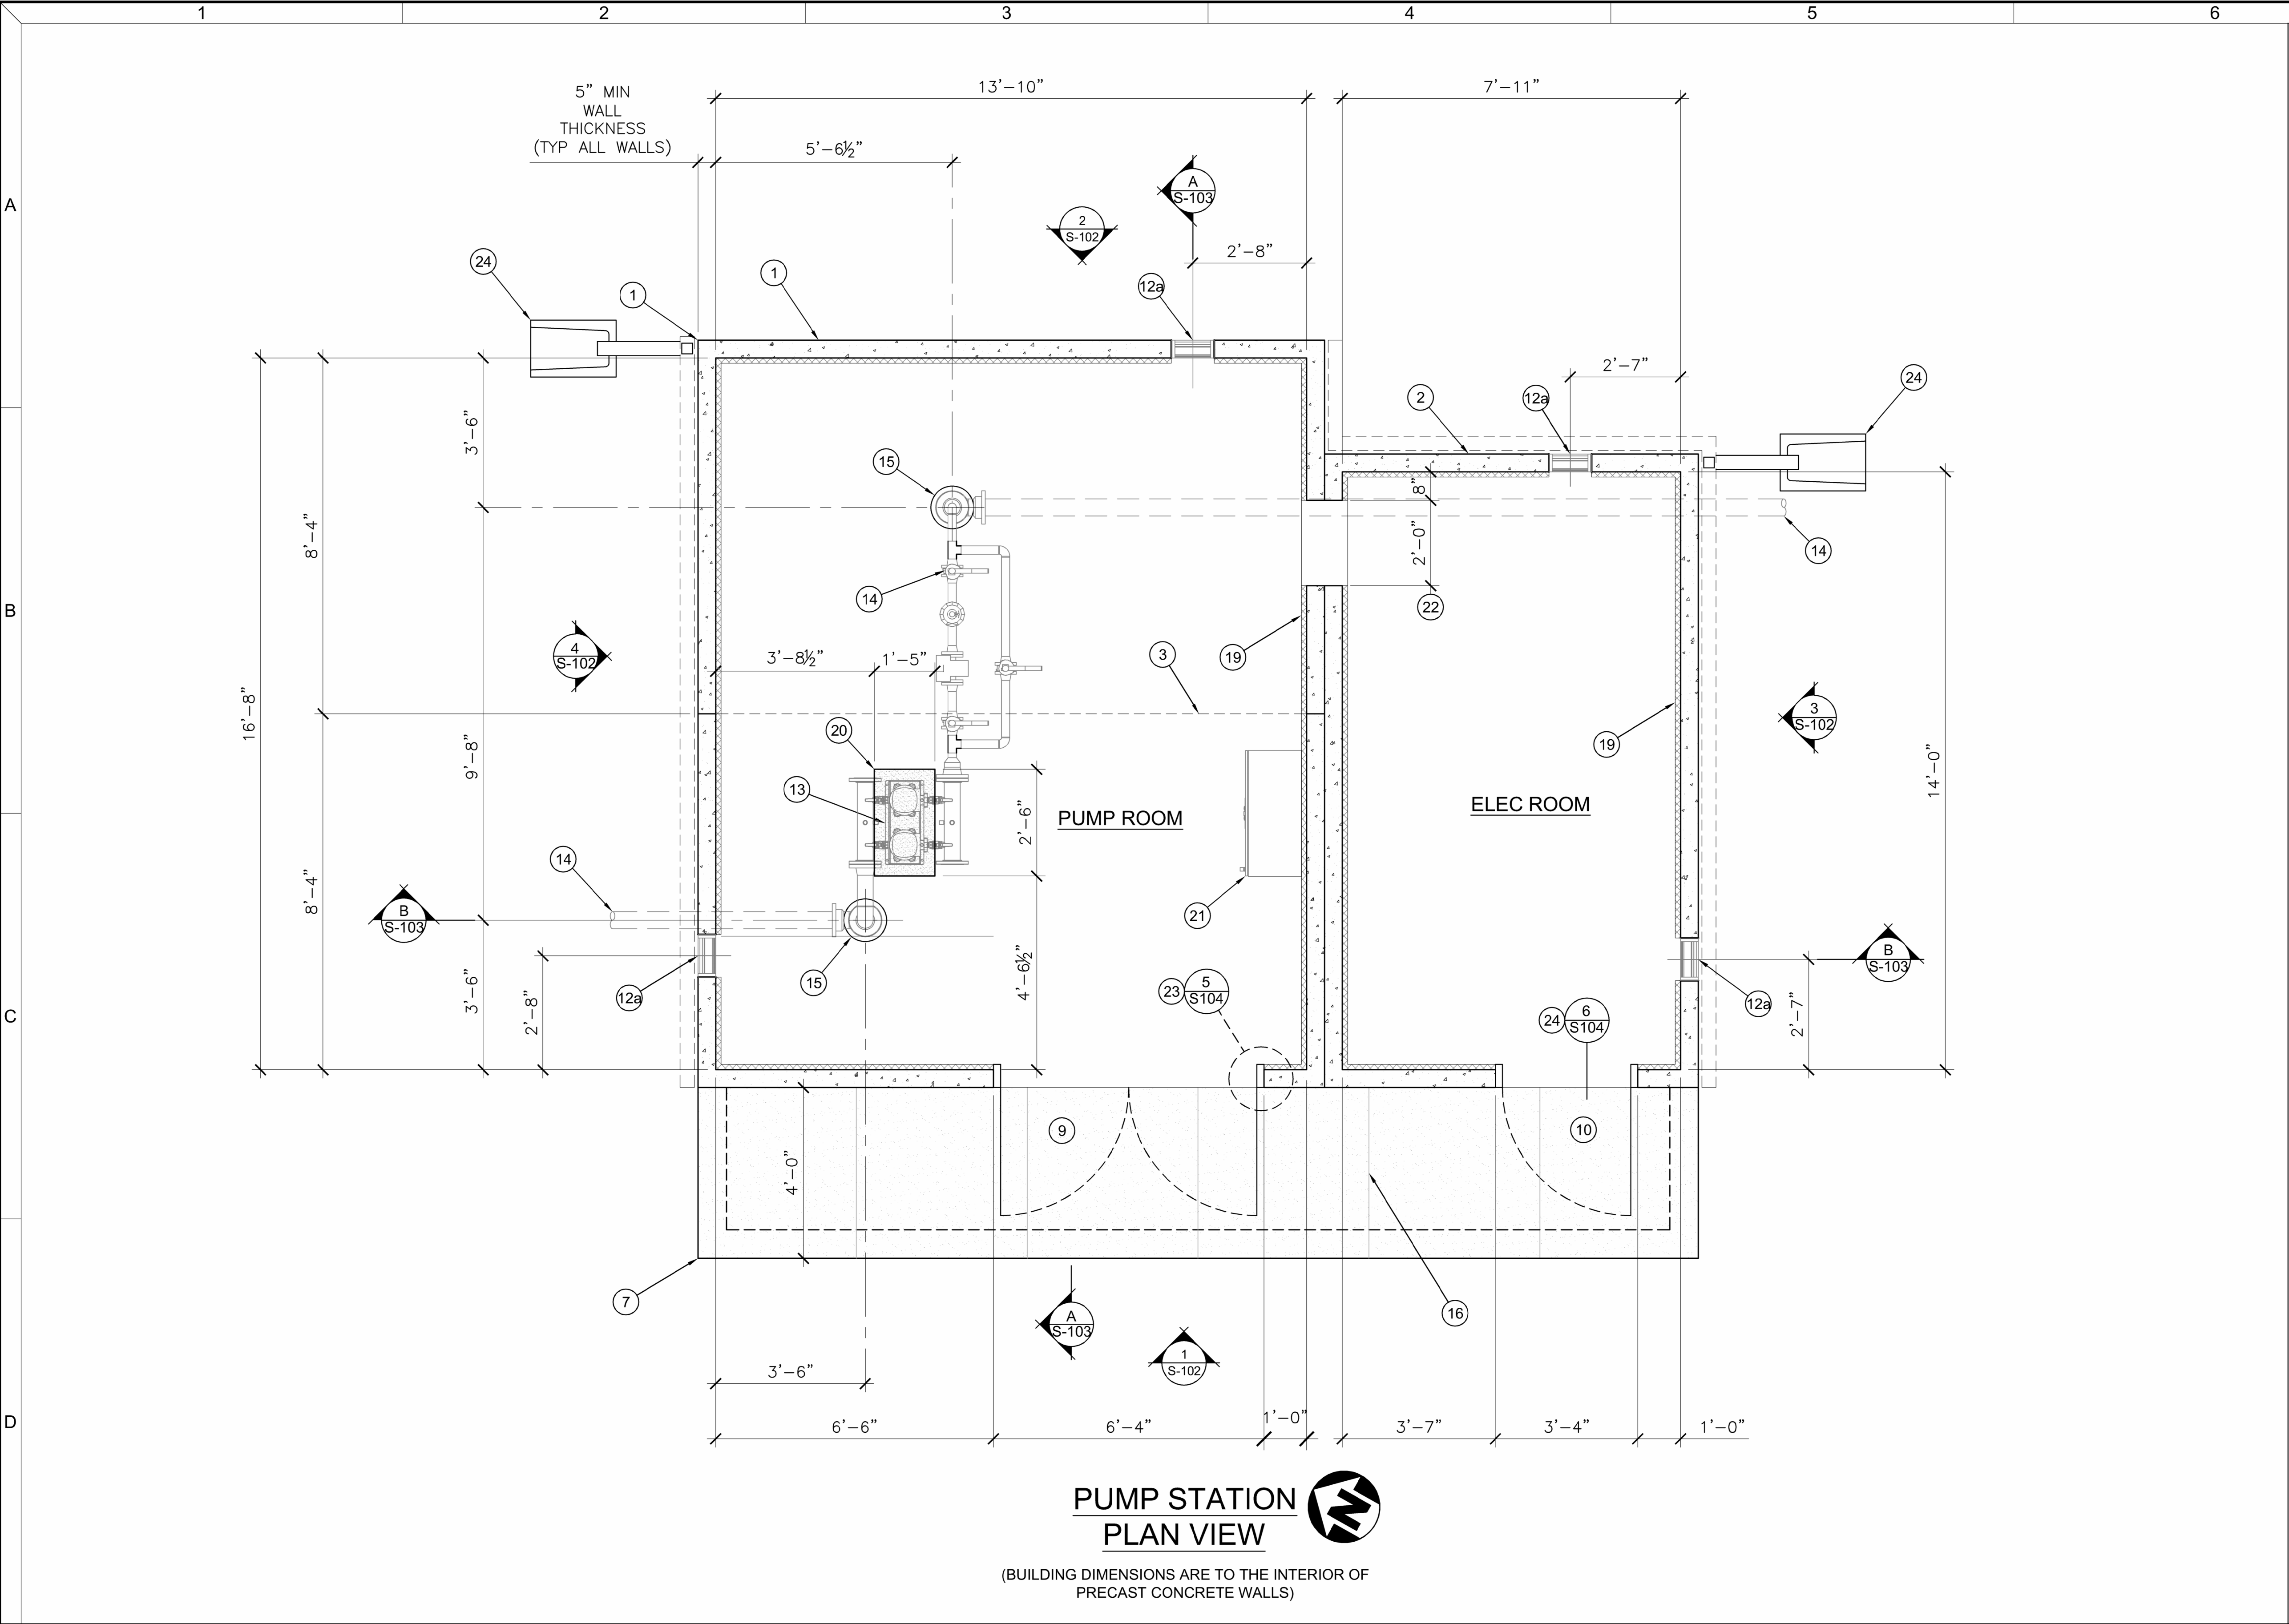 1 2 3 4 5 6
A
B
C
D
5” MIN
WALL
THICKNESS
(TYP ALL WALLS)
13’–10”
7’–11”
5’–6½”
A
S-103
2
S-102
2’–8”
24
1
1
12a
2’–7”
24
2
12a
3’–6”
15
8”
8’–4”
2’–0”
14
14
22
4
S-102
3’–8½”
1’–5”
3
19
16’–8”
3
S-102
20
19
9’–8”
13
14’–0”
2’–6”
PUMP ROOM
ELEC ROOM
14
8’–4”
B
S-103
21
B
S-103
4’–6½”
15
3’–6”
2’–8”
12a
23
5
S104
24
6
S104
12a
2’–7”
9
10
4’–0”
7
16
A
S-103
1
S-102
3’–6”
6’–6”
6’–4”
1’–0”
3’–7”
3’–4”
1’–0”
PUMP STATION
PLAN VIEW
N
(BUILDING DIMENSIONS ARE TO THE INTERIOR OF
PRECAST CONCRETE WALLS)